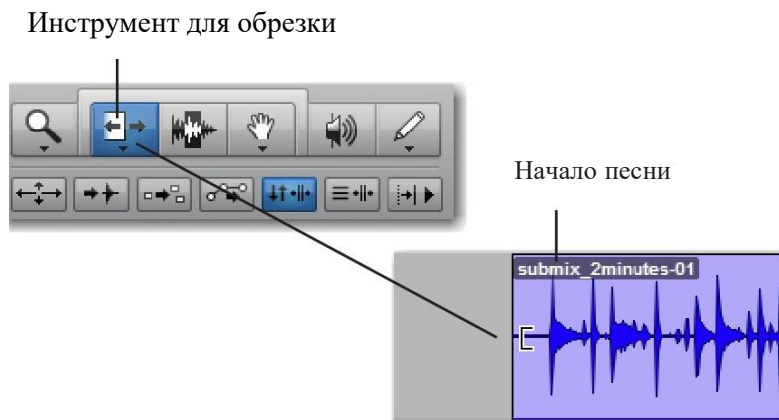 Инструмент для обрезки
Начало песни
submix_2minutes-01